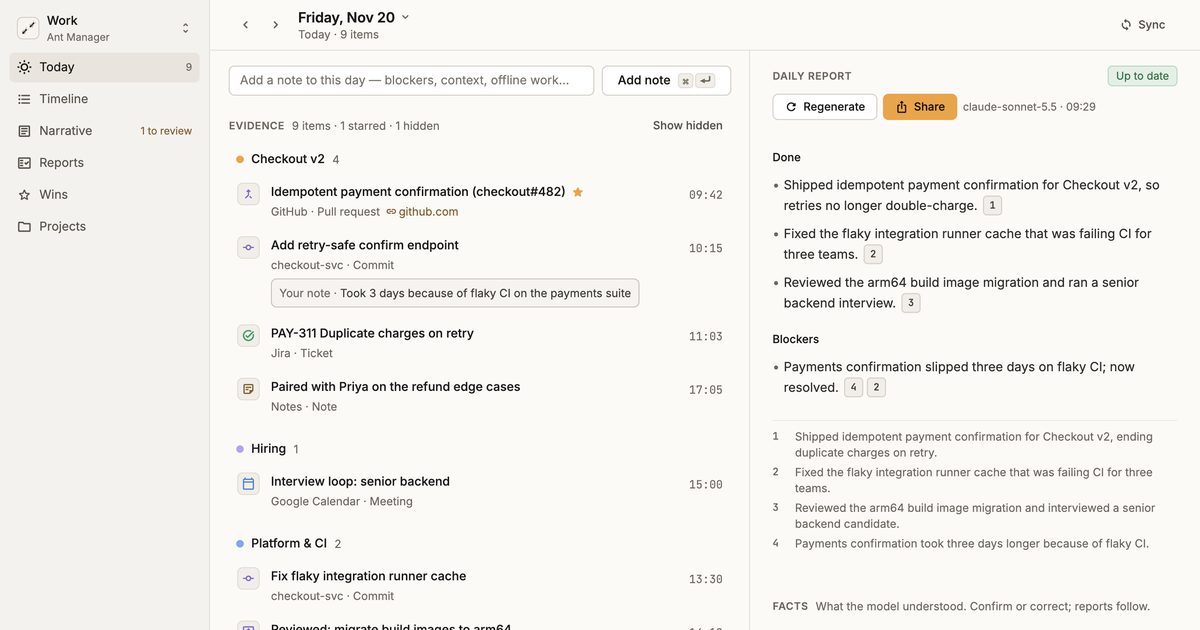 Work
Ant Manager
Today 9
Timeline
Narrative 1 to review
Reports
Wins
Projects
Friday, Nov 20
Today · 9 items
Sync
Add a note to this day — blockers, context, offline work...
Add note ⌘ ↵
EVIDENCE 9 items · 1 starred · 1 hidden
Show hidden
Checkout v2 4
Idempotent payment confirmation (checkout#482) 09:42
GitHub · Pull request github.com
Add retry-safe confirm endpoint 10:15
checkout-svc · Commit
Your note · Took 3 days because of flaky CI on the payments suite
PAY-311 Duplicate charges on retry 11:03
Jira · Ticket
Paired with Priya on the refund edge cases 17:05
Notes · Note
Hiring 1
Interview loop: senior backend 15:00
Google Calendar · Meeting
Platform & CI 2
Fix flaky integration runner cache 13:30
checkout-svc · Commit
Reviewed: migrate build images to arm64
DAILY REPORT Up to date
Regenerate Share claude-sonnet-5.5 · 09:29
Done
• Shipped idempotent payment confirmation for Checkout v2, so
retries no longer double-charge. 1
• Fixed the flaky integration runner cache that was failing CI for
three teams. 2
• Reviewed the arm64 build image migration and ran a senior
backend interview. 3
Blockers
• Payments confirmation slipped three days on flaky CI; now
resolved. 4 2
1 Shipped idempotent payment confirmation for Checkout v2, ending
duplicate charges on retry.
2 Fixed the flaky integration runner cache that was failing CI for three
teams.
3 Reviewed the arm64 build image migration and interviewed a senior
backend candidate.
4 Payments confirmation took three days longer because of flaky CI.
FACTS What the model understood. Confirm or correct; reports follow.